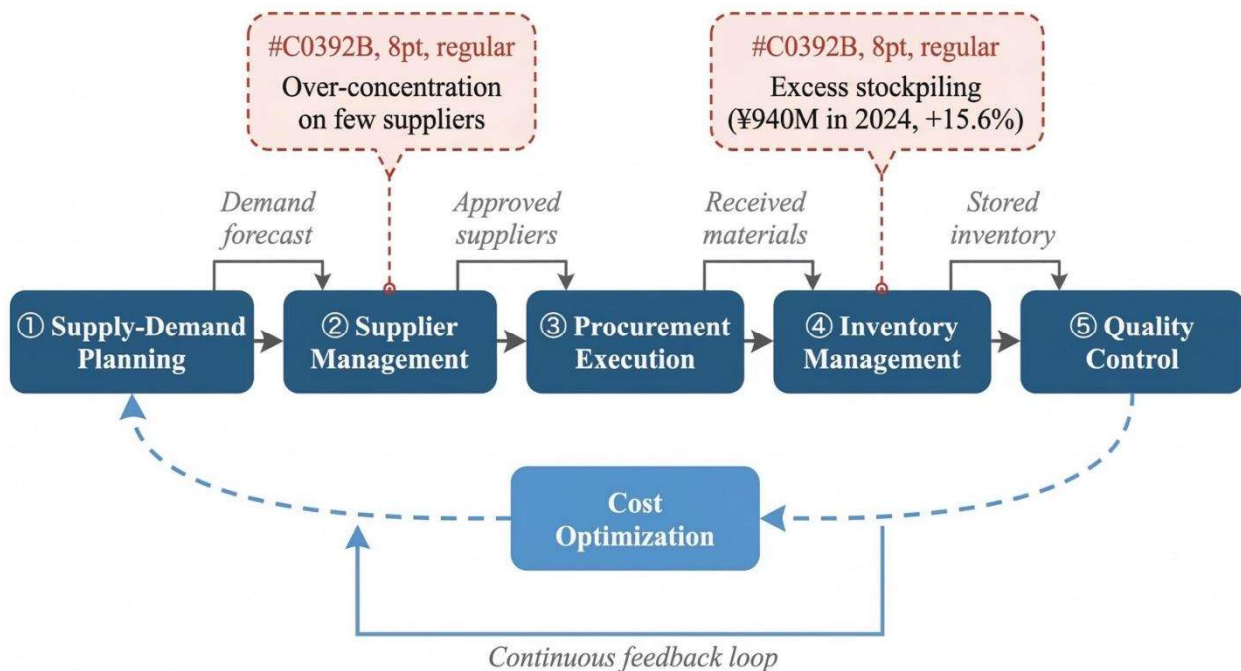 #C0392B, 8pt, regular
Over-concentration
on few suppliers
#C0392B, 8pt, regular
Excess stockpiling
(¥940M in 2024, +15.6%)
Demand
forecast
Approved
suppliers
Received
materials
Stored
inventory
① Supply-Demand
Planning
② Supplier
Management
③ Procurement
Execution
④ Inventory
Management
⑤ Quality
Control
Cost
Optimization
Continuous feedback loop